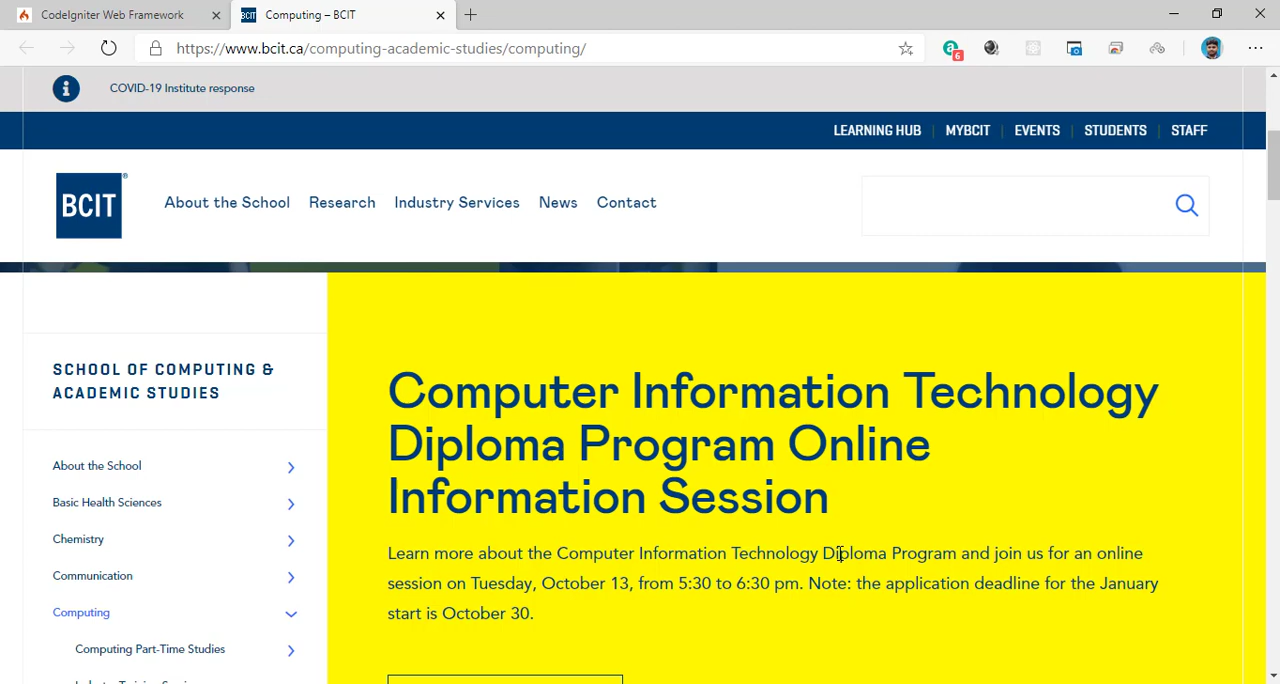 CodeIgniter Web Framework
Computing – BCIT
https://www.bcit.ca/computing-academic-studies/computing/
6
COVID-19 Institute response
LEARNING HUB
MYBCIT
EVENTS
STUDENTS
STAFF
BCIT
About the School
Research
Industry Services
News
Contact
SCHOOL OF COMPUTING &
ACADEMIC STUDIES
About the School
Basic Health Sciences
Chemistry
Communication
Computing
Computing Part-Time Studies
Computer Information Technology
Diploma Program Online
Information Session
Learn more about the Computer Information Technology Diploma Program and join us for an online
session on Tuesday, October 13, from 5:30 to 6:30 pm. Note: the application deadline for the January
start is October 30.